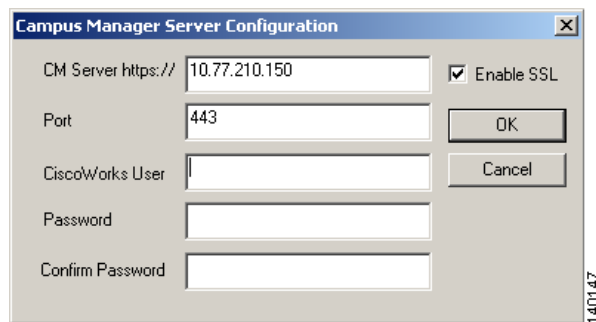 Campus Manager Server Configuration
CM Server https:// 10.77.210.150
Enable SSL
Port 443
OK
CiscoWorks User
Cancel
Password
Confirm Password
140147